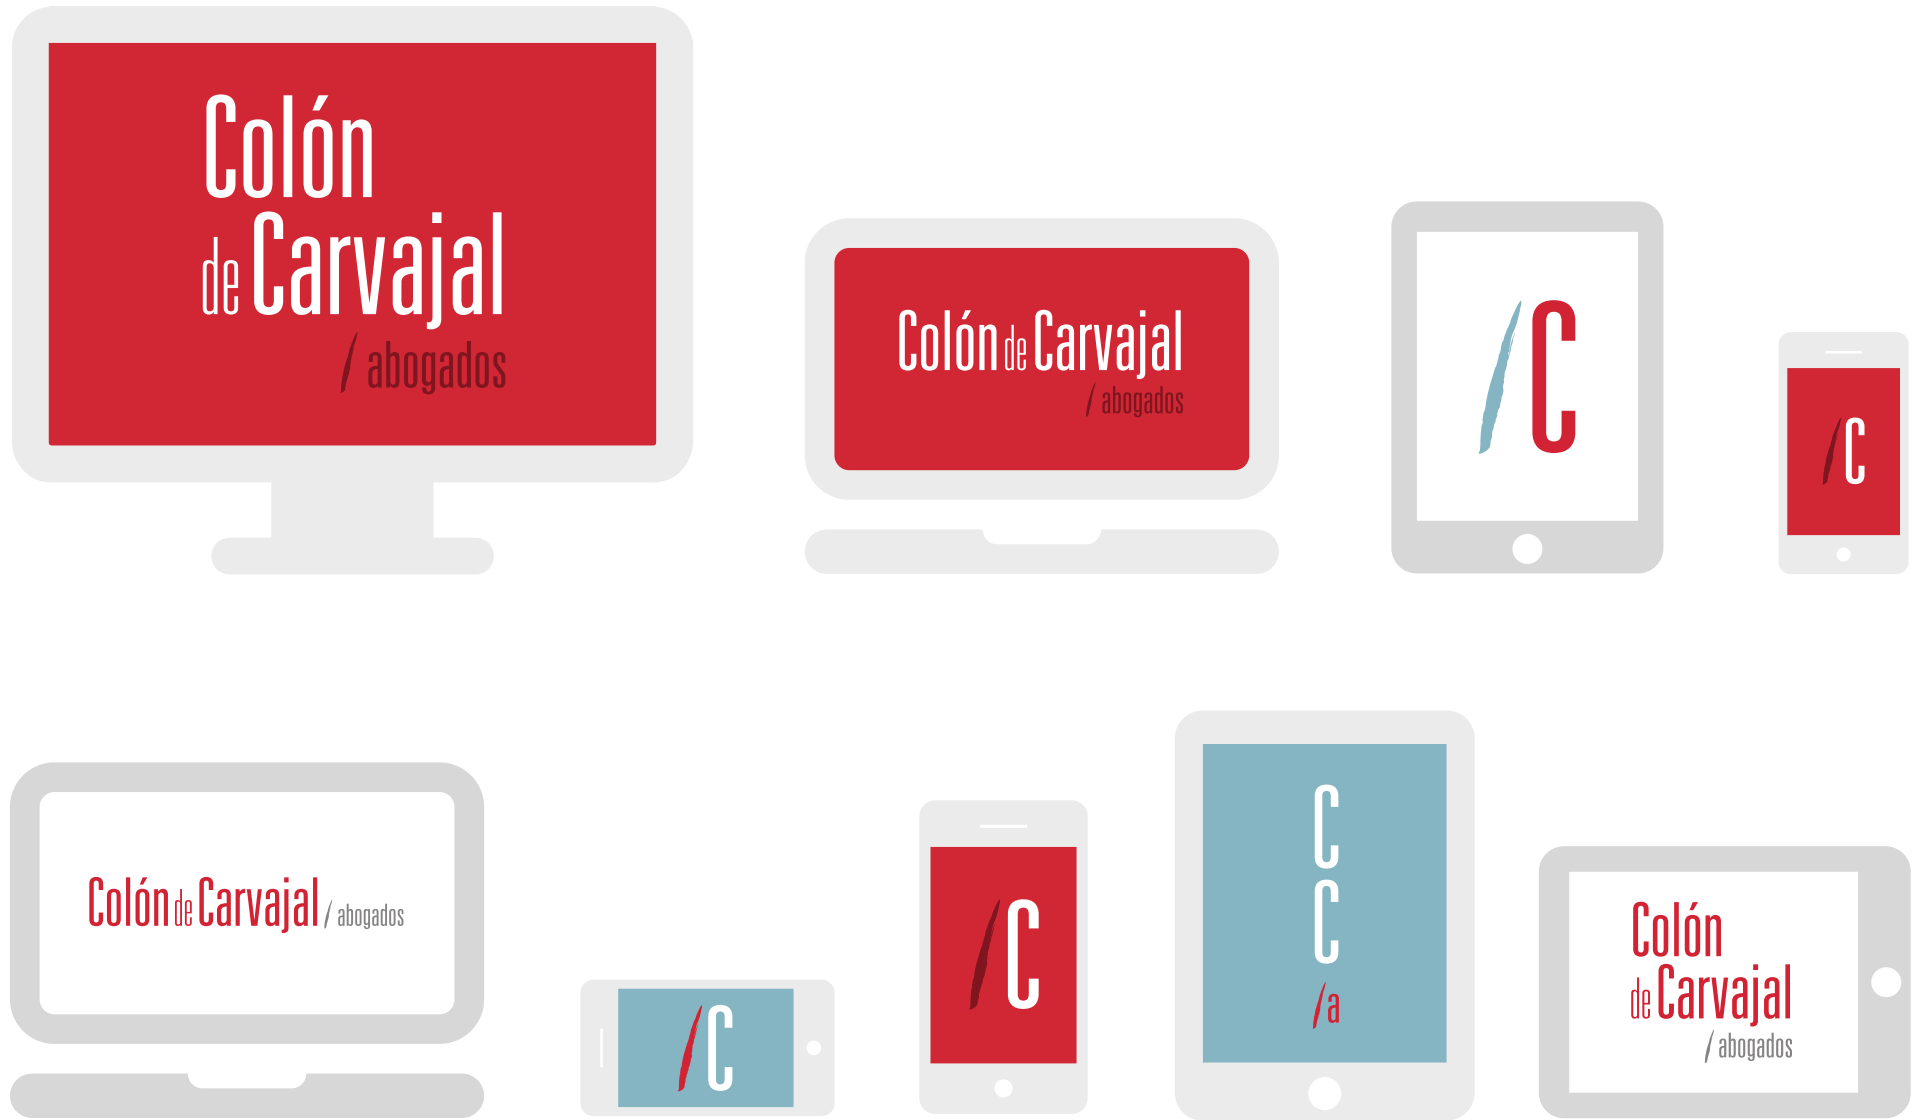 Colón
de Carvajal
/ abogados
Colón de Carvajal
/ abogados
/C
/C
Colón de Carvajal / abogados
/C
/C
C
C
/a
Colón
de Carvajal
/ abogados